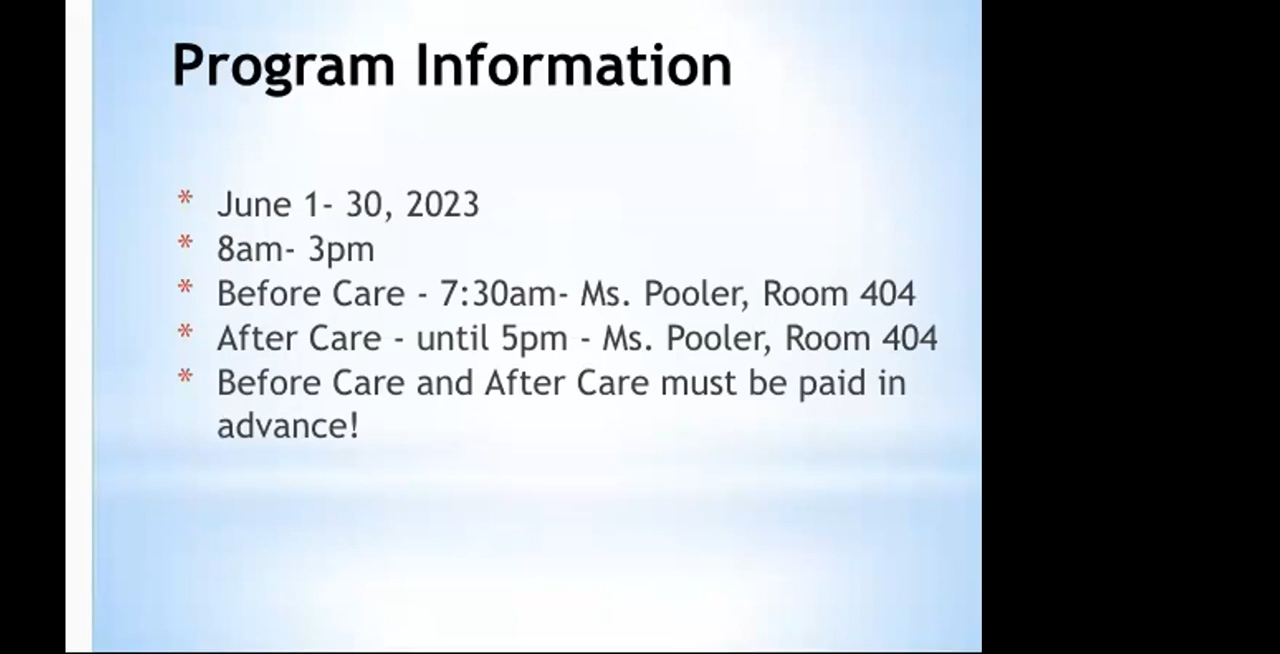 Program Information
* June 1- 30, 2023
* 8am- 3pm
* Before Care - 7:30am- Ms. Pooler, Room 404
* After Care - until 5pm - Ms. Pooler, Room 404
* Before Care and After Care must be paid in
advance!